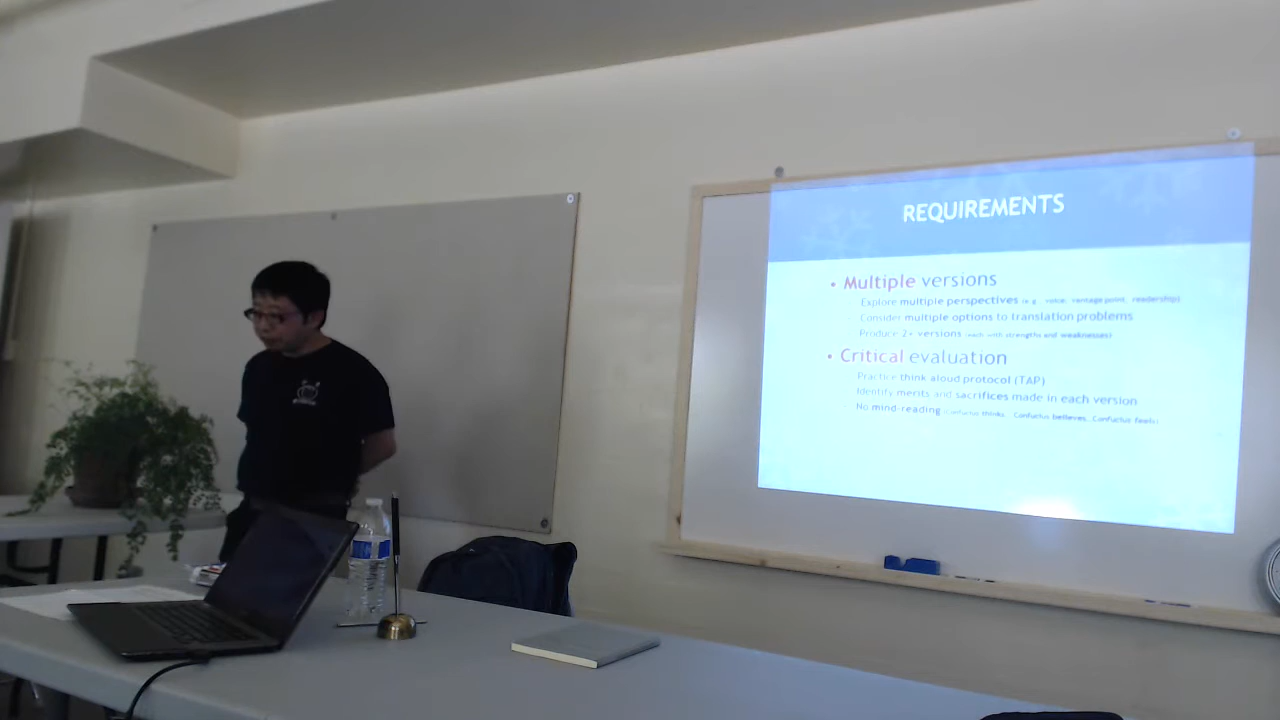 REQUIREMENTS
• Multiple versions
Explore multiple perspectives (e.g. voice, vantage point, readership)
Consider multiple options to translation problems
Produce 2+ versions (each with strengths and weaknesses)
• Critical evaluation
Practice think aloud protocol (TAP)
Identify merits and sacrifices made in each version
No mind-reading (Confucius thinks, Confucius believes, Confucius feels)